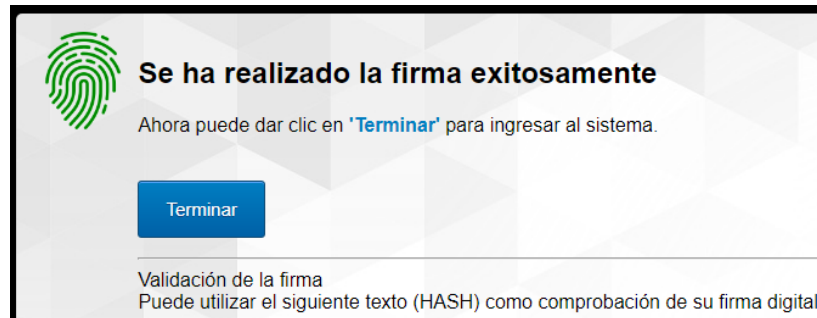 Se ha realizado la firma exitosamente
Ahora puede dar clic en 'Terminar' para ingresar al sistema.
Terminar
Validación de la firma
Puede utilizar el siguiente texto (HASH) como comprobación de su firma digital